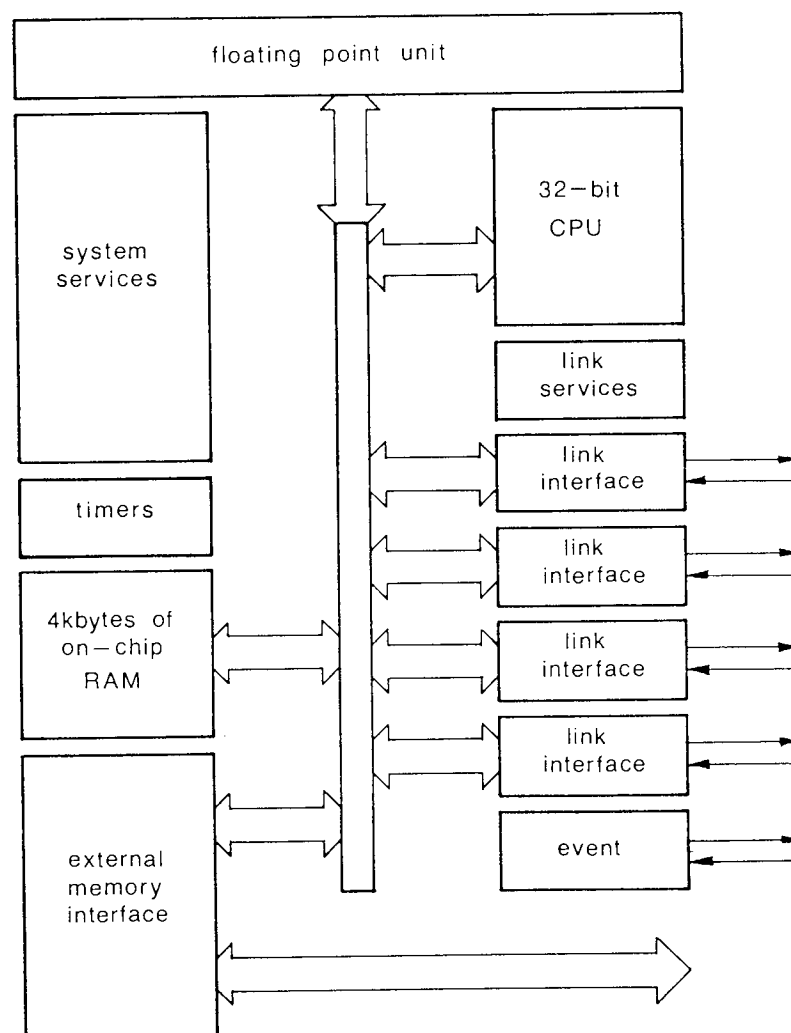 floating point unit
system
services
32-bit
CPU
link
services
link
interface
timers
link
interface
4kbytes of
on-chip
RAM
link
interface
link
interface
external
memory
interface
event